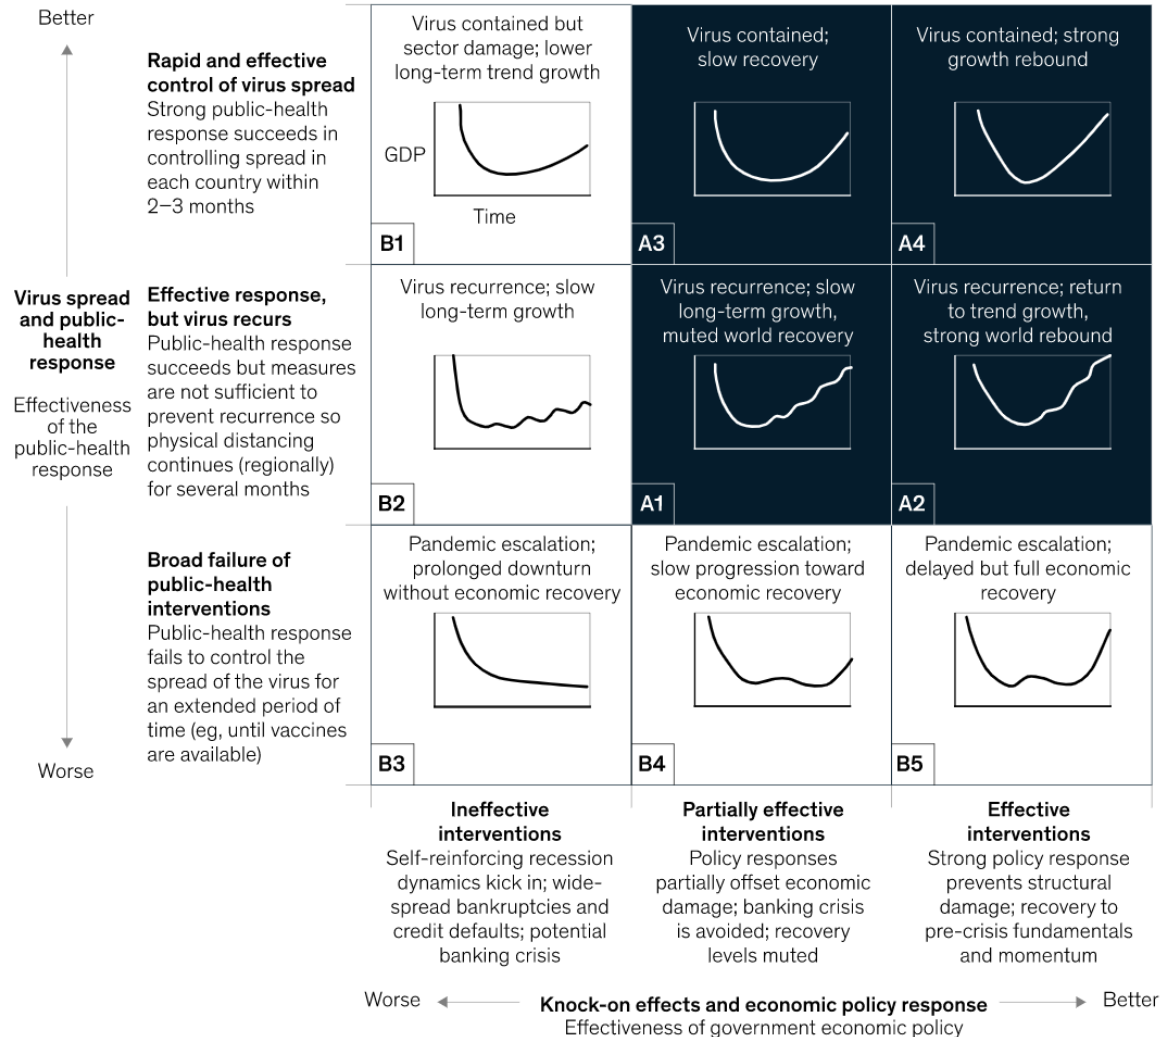 Better
Rapid and effective
control of virus spread
Strong public-health
response succeeds in
controlling spread in
each country within
2–3 months
Virus contained but
sector damage; lower
long-term trend growth
GDP
Time
B1
Virus contained;
slow recovery
A3
Virus contained; strong
growth rebound
A4
Virus spread
and public-
health
response
Effectiveness
of the
public-health
response
Effective response,
but virus recurs
Public-health response
succeeds but measures
are not sufficient to
prevent recurrence so
physical distancing
continues (regionally)
for several months
Virus recurrence; slow
long-term growth
B2
Virus recurrence; slow
long-term growth,
muted world recovery
A1
Virus recurrence; return
to trend growth,
strong world rebound
A2
Broad failure of
public-health
interventions
Public-health response
fails to control the
spread of the virus for
an extended period of
time (eg, until vaccines
are available)
Worse
Pandemic escalation;
prolonged downturn
without economic recovery
B3
Pandemic escalation;
slow progression toward
economic recovery
B4
Pandemic escalation;
delayed but full economic
recovery
B5
Ineffective
interventions
Self-reinforcing recession
dynamics kick in; wide-
spread bankruptcies and
credit defaults; potential
banking crisis
Partially effective
interventions
Policy responses
partially offset economic
damage; banking crisis
is avoided; recovery
levels muted
Effective
interventions
Strong policy response
prevents structural
damage; recovery to
pre-crisis fundamentals
and momentum
Worse
Knock-on effects and economic policy response
Better
Effectiveness of government economic policy